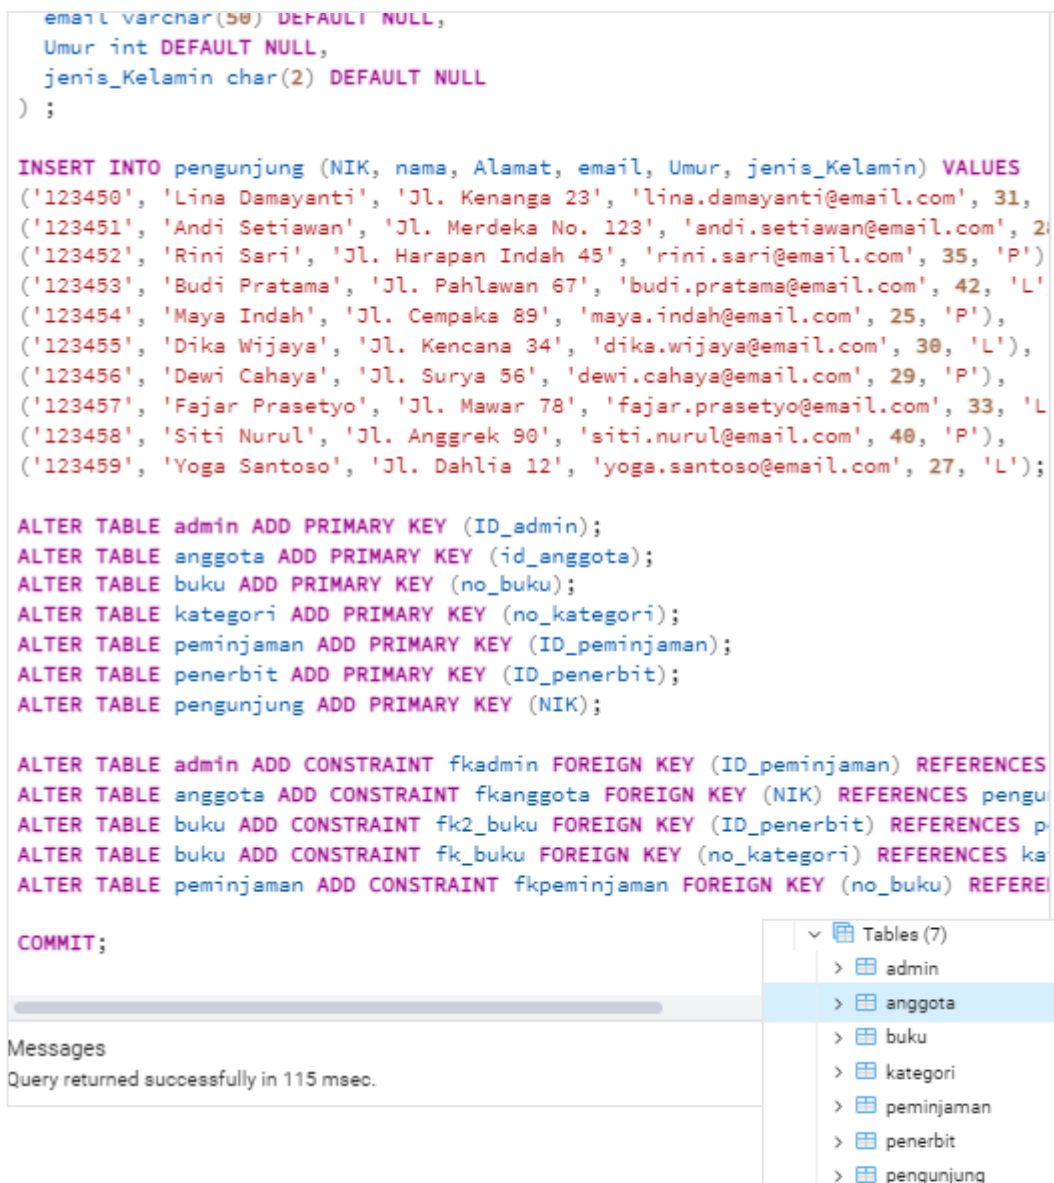 email varchar(50) DEFAULT NULL,
Umur int DEFAULT NULL,
jenis_Kelamin char(2) DEFAULT NULL
) ;
INSERT INTO pengunjung (NIK, nama, Alamat, email, Umur, jenis_Kelamin) VALUES
('123450', 'Lina Damayanti', 'Jl. Kenanga 23', 'lina.damayanti@email.com', 31,
('123451', 'Andi Setiawan', 'Jl. Merdeka No. 123', 'andi.setiawan@email.com', 2
('123452', 'Rini Sari', 'Jl. Harapan Indah 45', 'rini.sari@email.com', 35, 'P')
('123453', 'Budi Pratama', 'Jl. Pahlawan 67', 'budi.pratama@email.com', 42, 'L'
('123454', 'Maya Indah', 'Jl. Cempaka 89', 'maya.indah@email.com', 25, 'P'),
('123455', 'Dika Wijaya', 'Jl. Kencana 34', 'dika.wijaya@email.com', 30, 'L'),
('123456', 'Dewi Cahaya', 'Jl. Surya 56', 'dewi.cahaya@email.com', 29, 'P'),
('123457', 'Fajar Prasetyo', 'Jl. Mawar 78', 'fajar.prasetyo@email.com', 33, 'L
('123458', 'Siti Nurul', 'Jl. Anggrek 90', 'siti.nurul@email.com', 40, 'P'),
('123459', 'Yoga Santoso', 'Jl. Dahlia 12', 'yoga.santoso@email.com', 27, 'L');
ALTER TABLE admin ADD PRIMARY KEY (ID_admin);
ALTER TABLE anggota ADD PRIMARY KEY (id_anggota);
ALTER TABLE buku ADD PRIMARY KEY (no_buku);
ALTER TABLE kategori ADD PRIMARY KEY (no_kategori);
ALTER TABLE peminjaman ADD PRIMARY KEY (ID_peminjaman);
ALTER TABLE penerbit ADD PRIMARY KEY (ID_penerbit);
ALTER TABLE pengunjung ADD PRIMARY KEY (NIK);
ALTER TABLE admin ADD CONSTRAINT fkadmin FOREIGN KEY (ID_peminjaman) REFERENCES
ALTER TABLE anggota ADD CONSTRAINT fkanggota FOREIGN KEY (NIK) REFERENCES pengu
ALTER TABLE buku ADD CONSTRAINT fk2_buku FOREIGN KEY (ID_penerbit) REFERENCES p
ALTER TABLE buku ADD CONSTRAINT fk_buku FOREIGN KEY (no_kategori) REFERENCES ka
ALTER TABLE peminjaman ADD CONSTRAINT fkpeminjaman FOREIGN KEY (no_buku) REFERE
COMMIT;
Messages
Query returned successfully in 115 msec.
Tables (7)
admin
anggota
buku
kategori
peminjaman
penerbit
pengunjung